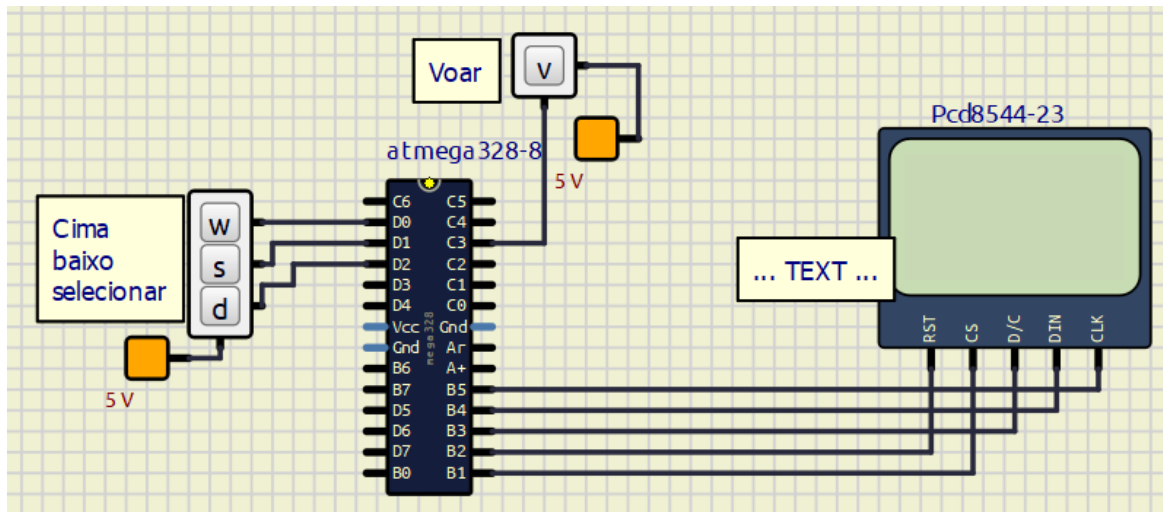 Voar
v
Pcd8544-23
atmega328-8
5 V
C6 C5
D0 C4
D1 C3
D2 C2
D3 C1
D4 C0
Vcc Gnd
Gnd Ar
B6 A+
B7 B5
D5 B4
D6 B3
D7 B2
B0 B1
mega328
Cima
baixo
selecionar
w
s
d
5 V
... TEXT ...
RST CS D/C DIN CLK